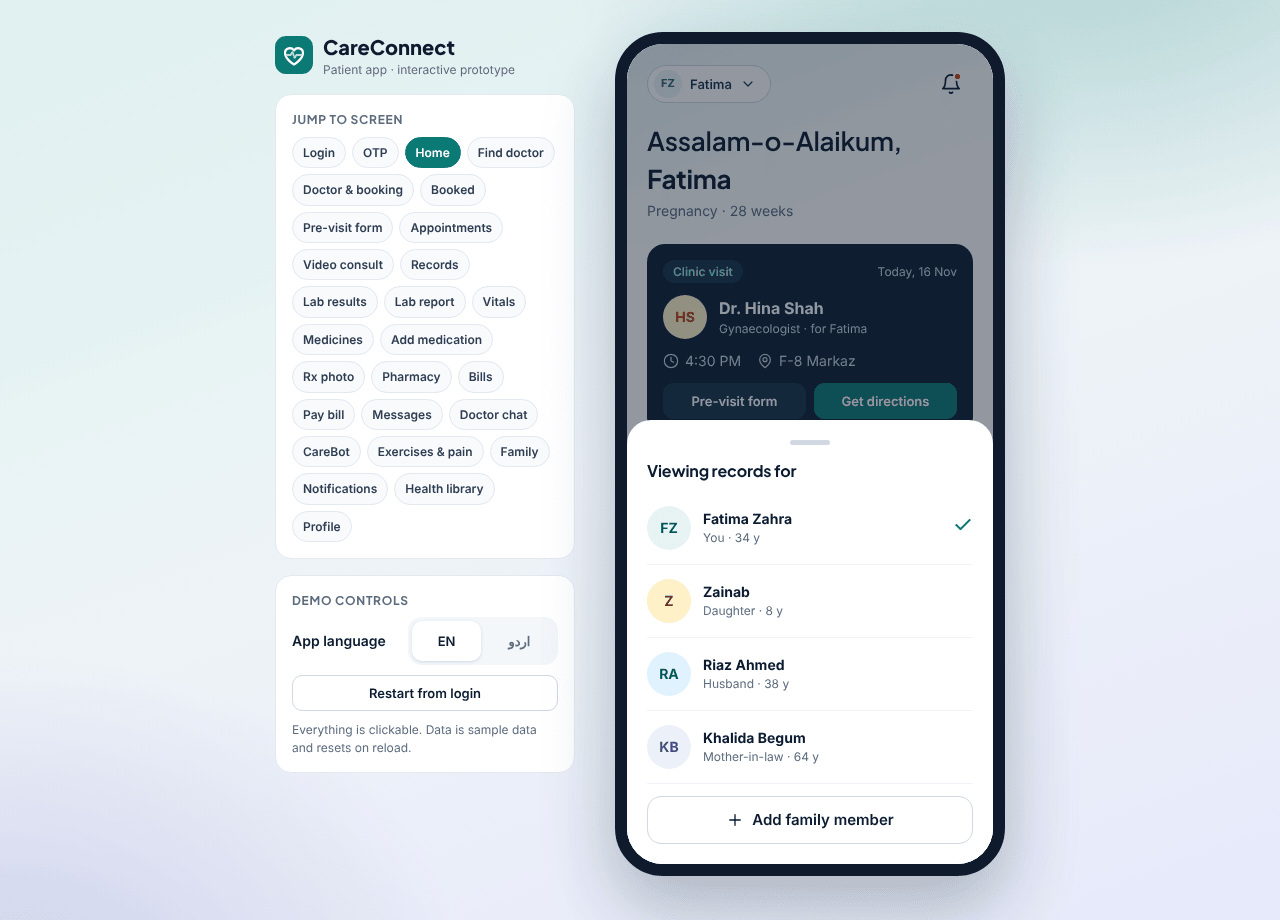 CareConnect
Patient app · interactive prototype
JUMP TO SCREEN
Login OTP Home Find doctor
Doctor & booking Booked
Pre-visit form Appointments
Video consult Records
Lab results Lab report Vitals
Medicines Add medication
Rx photo Pharmacy Bills
Pay bill Messages Doctor chat
CareBot Exercises & pain Family
Notifications Health library
Profile
DEMO CONTROLS
App language EN اردو
Restart from login
Everything is clickable. Data is sample data
and resets on reload.
FZ Fatima
Assalam-o-Alaikum,
Fatima
Pregnancy · 28 weeks
Clinic visit Today, 16 Nov
HS Dr. Hina Shah
Gynaecologist · for Fatima
4:30 PM F-8 Markaz
Pre-visit form Get directions
Viewing records for
FZ Fatima Zahra
You · 34 y
Z Zainab
Daughter · 8 y
RA Riaz Ahmed
Husband · 38 y
KB Khalida Begum
Mother-in-law · 64 y
Add family member